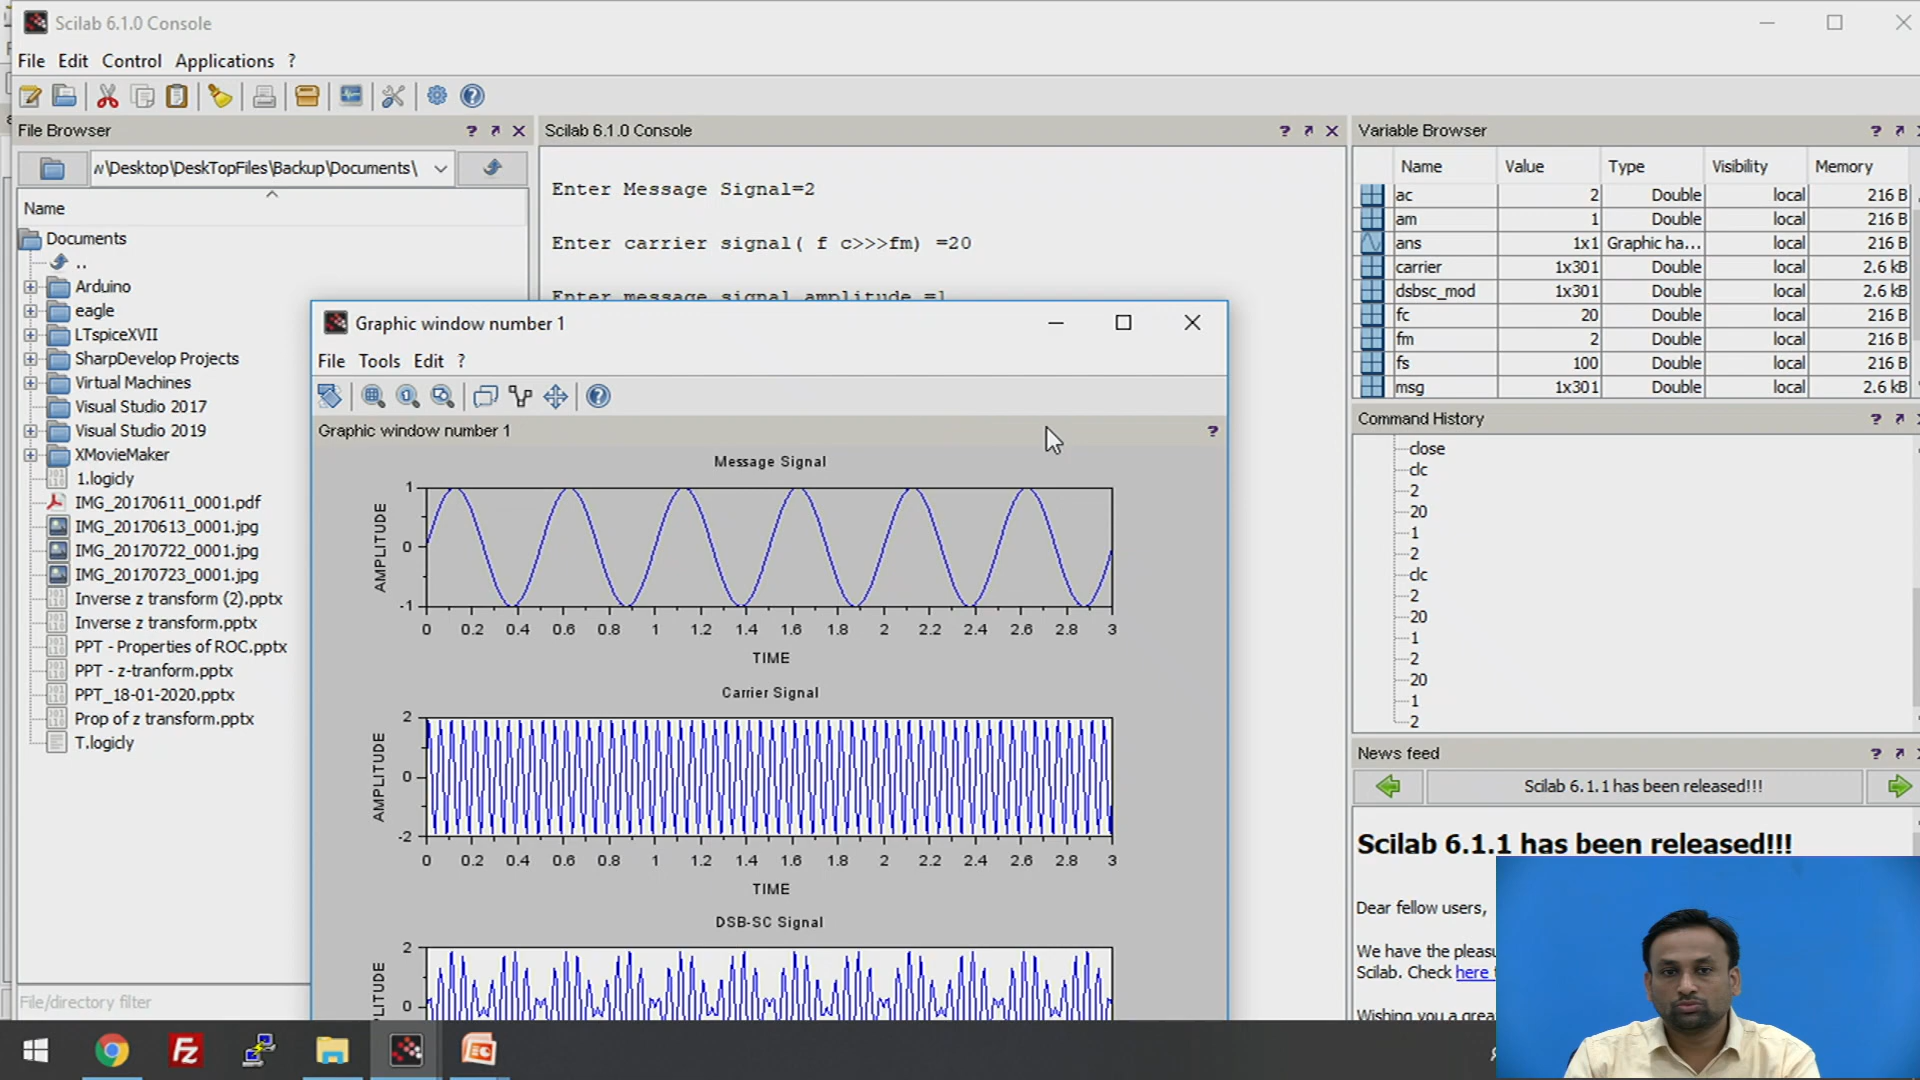 Scilab 6.1.0 Console
File Edit Control Applications ?
File Browser
\Desktop\DeskTopFiles\Backup\Documents\
Name
Documents
..
Arduino
eagle
LTspiceXVII
SharpDevelop Projects
Virtual Machines
Visual Studio 2017
Visual Studio 2019
XMovieMaker
1.logicly
IMG_20170611_0001.pdf
IMG_20170613_0001.jpg
IMG_20170722_0001.jpg
IMG_20170723_0001.jpg
Inverse z transform (2).pptx
Inverse z transform.pptx
PPT - Properties of ROC.pptx
PPT - z-tranform.pptx
PPT_18-01-2020.pptx
Prop of z transform.pptx
T.logicly
File/directory filter
Scilab 6.1.0 Console
Enter Message Signal=2
Enter carrier signal( f c>>>fm) =20
Enter message signal amplitude =1
Graphic window number 1
File Tools Edit ?
Graphic window number 1
Message Signal
AMPLITUDE
1
0
-1
0 0.2 0.4 0.6 0.8 1 1.2 1.4 1.6 1.8 2 2.2 2.4 2.6 2.8 3
TIME
Carrier Signal
AMPLITUDE
2
0
-2
0 0.2 0.4 0.6 0.8 1 1.2 1.4 1.6 1.8 2 2.2 2.4 2.6 2.8 3
TIME
DSB-SC Signal
2
0
Variable Browser
Name Value Type Visibility Memory
ac 2 Double local 216 B
am 1 Double local 216 B
ans 1x1 Graphic ha... local 216 B
carrier 1x301 Double local 2.6 kB
dsbsc_mod 1x301 Double local 2.6 kB
fc 20 Double local 216 B
fm 2 Double local 216 B
fs 100 Double local 216 B
msg 1x301 Double local 2.6 kB
Command History
close
clc
2
20
1
2
clc
2
20
1
2
20
1
2
News feed
Scilab 6.1.1 has been released!!!
Scilab 6.1.1 has been released!!!
Dear fellow users,
We have the
Scilab. Check here
Wishing you a